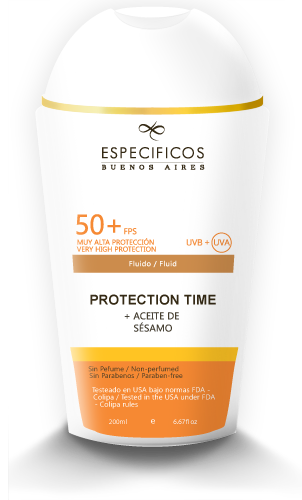 ESPECIFICOS
BUENOS AIRES
50+ FPS
MUY ALTA PROTECCIÓN
VERY HIGH PROTECTION
UVB + UVA
Fluido / Fluid
PROTECTION TIME
+ ACEITE DE
SÉSAMO
Sin Pefume / Non-perfumed
Sin Parabenos / Paraben-free
Testeado en USA bajo normas FDA -
Colipa / Tested in the USA under FDA
- Colipa rules
200ml e 6.67fl oz